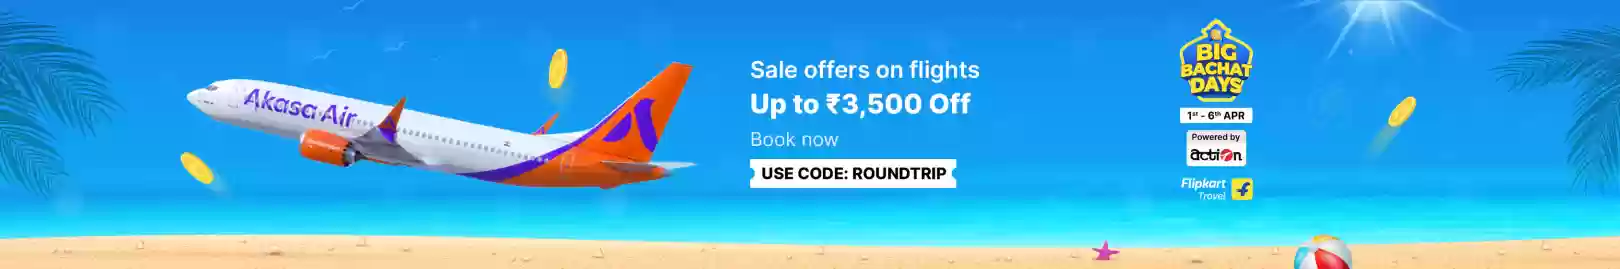 Akasa Air
Sale offers on flights
Up to ₹3,500 Off
Book now
USE CODE: ROUNDTRIP
BIG
BACHAT
DAYS
1st - 6th APR
Powered by
action
Flipkart
Travel